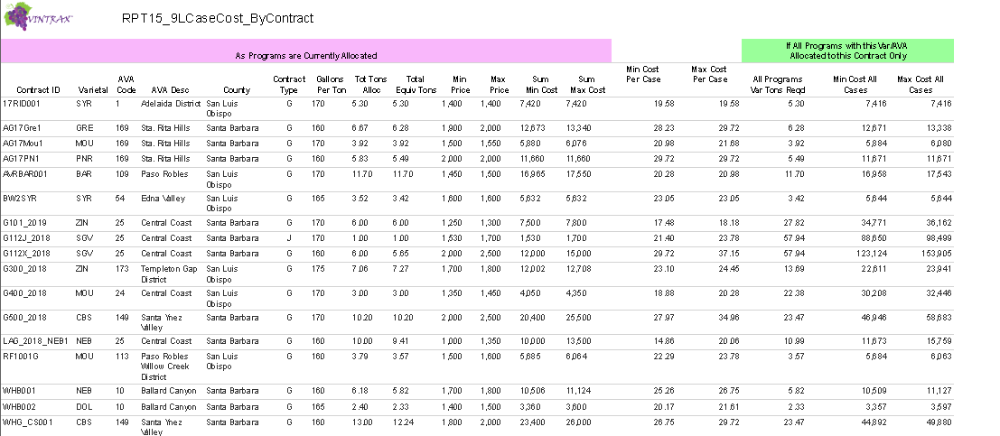 VINTRAX
RPT15_9LCaseCost_ByContract
As Programs are Currently Allocated
If All Programs with this Var/AVA
Allocated to this Contract Only
Contract ID Varietal AVA Code AVA Desc County Contract Type Gallons Per Ton Tot Tons Alloc Total Equiv Tons Min Price Max Price Sum Min Cost Sum Max Cost Min Cost Per Case Max Cost Per Case All Programs Var Tons Reqd Min Cost All Cases Max Cost All Cases
17RID001 SYR 1 Adelaida District San Luis Obispo G 170 5.30 5.30 1,400 1,400 7,420 7,420 19.58 19.58 5.30 7,416 7,416
AG17Gre1 GRE 169 Sta. Rita Hills Santa Barbara G 160 6.67 6.28 1,900 2,000 12,673 13,340 28.23 29.72 6.28 12,671 13,338
AG17Mou1 MOU 169 Sta. Rita Hills Santa Barbara G 170 3.92 3.92 1,500 1,550 5,880 6,076 20.98 21.68 3.92 5,884 6,080
AG17PN1 PNR 169 Sta. Rita Hills Santa Barbara G 160 5.83 5.49 2,000 2,000 11,660 11,660 29.72 29.72 5.49 11,671 11,671
AVRBAR001 BAR 109 Paso Robles San Luis Obispo G 170 11.70 11.70 1,450 1,500 16,965 17,550 20.28 20.98 11.70 16,958 17,543
BW2SYR SYR 54 Edna Valley San Luis Obispo G 165 3.52 3.42 1,600 1,600 5,632 5,632 23.05 23.05 3.42 5,644 5,644
G101_2019 ZIN 25 Central Coast Santa Barbara G 170 6.00 6.00 1,250 1,300 7,500 7,800 17.48 18.18 27.82 34,771 36,162
G112J_2018 SGV 25 Central Coast Santa Barbara J 170 1.00 1.00 1,530 1,700 1,530 1,700 21.40 23.78 57.94 88,650 98,499
G112X_2018 SGV 25 Central Coast Santa Barbara G 160 6.00 5.65 2,000 2,500 12,000 15,000 29.72 37.15 57.94 123,124 153,905
G300_2018 ZIN 173 Templeton Gap District San Luis Obispo G 175 7.06 7.27 1,700 1,800 12,002 12,708 23.10 24.45 13.69 22,611 23,941
G400_2018 MOU 24 Central Coast San Luis Obispo G 170 3.00 3.00 1,350 1,450 4,050 4,350 18.88 20.28 22.38 30,208 32,446
G500_2018 CBS 149 Santa Ynez Valley Santa Barbara G 170 10.20 10.20 2,000 2,500 20,400 25,500 27.97 34.96 23.47 46,946 58,683
LAG_2018_NEB1 NEB 25 Central Coast Santa Barbara G 160 10.00 9.41 1,000 1,350 10,000 13,500 14.86 20.06 10.99 11,673 15,759
RF1001G MOU 113 Paso Robles Willow Creek District San Luis Obispo G 160 3.79 3.57 1,500 1,600 5,685 6,064 22.29 23.78 3.57 5,684 6,063
WHB001 NEB 10 Ballard Canyon Santa Barbara G 160 6.18 5.82 1,700 1,800 10,506 11,124 25.26 26.75 5.82 10,509 11,127
WHB002 DOL 10 Ballard Canyon Santa Barbara G 165 2.40 2.33 1,400 1,500 3,360 3,600 20.17 21.61 2.33 3,357 3,597
WHG_CS001 CBS 149 Santa Ynez Valley Santa Barbara G 160 13.00 12.24 1,800 2,000 23,400 26,000 26.75 29.72 23.47 44,892 49,880